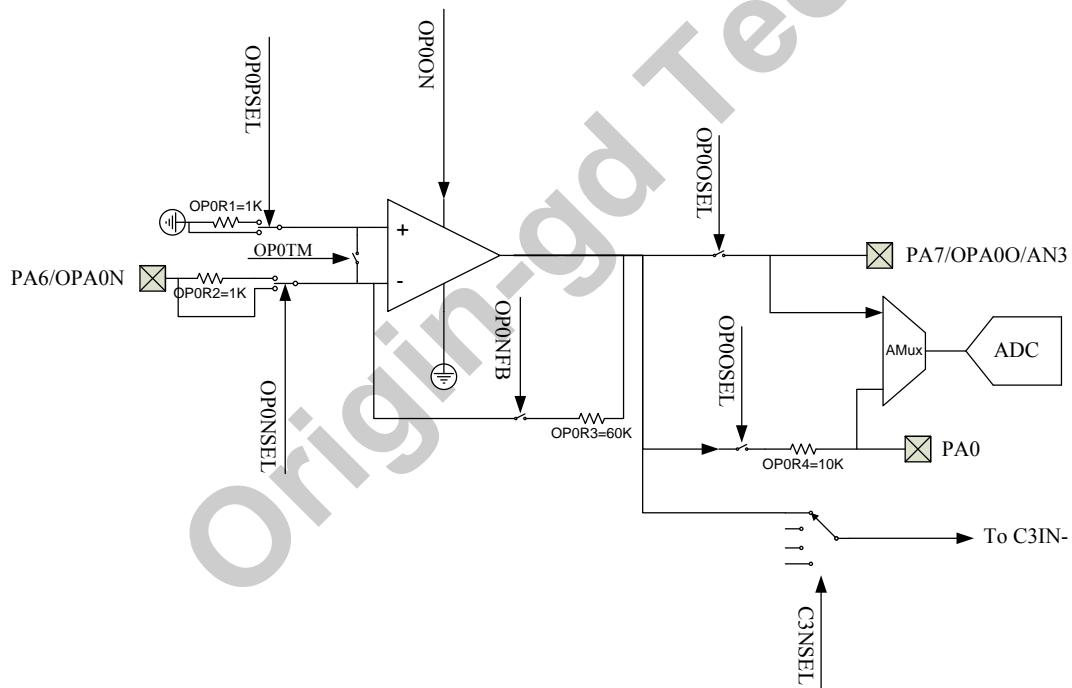 OP0PSEL
OP0ON
OP0OSEL
OP0R1=1K
+
OP0TM
-
PA6/OPA0N
OP0R2=1K
PA7/OPA0O/AN3
OP0NSEL
OP0NFB
OP0R3=60K
OP0OSEL
AMux
ADC
OP0R4=10K
PA0
To C3IN-
C3NSEL
Origin-gd Tec